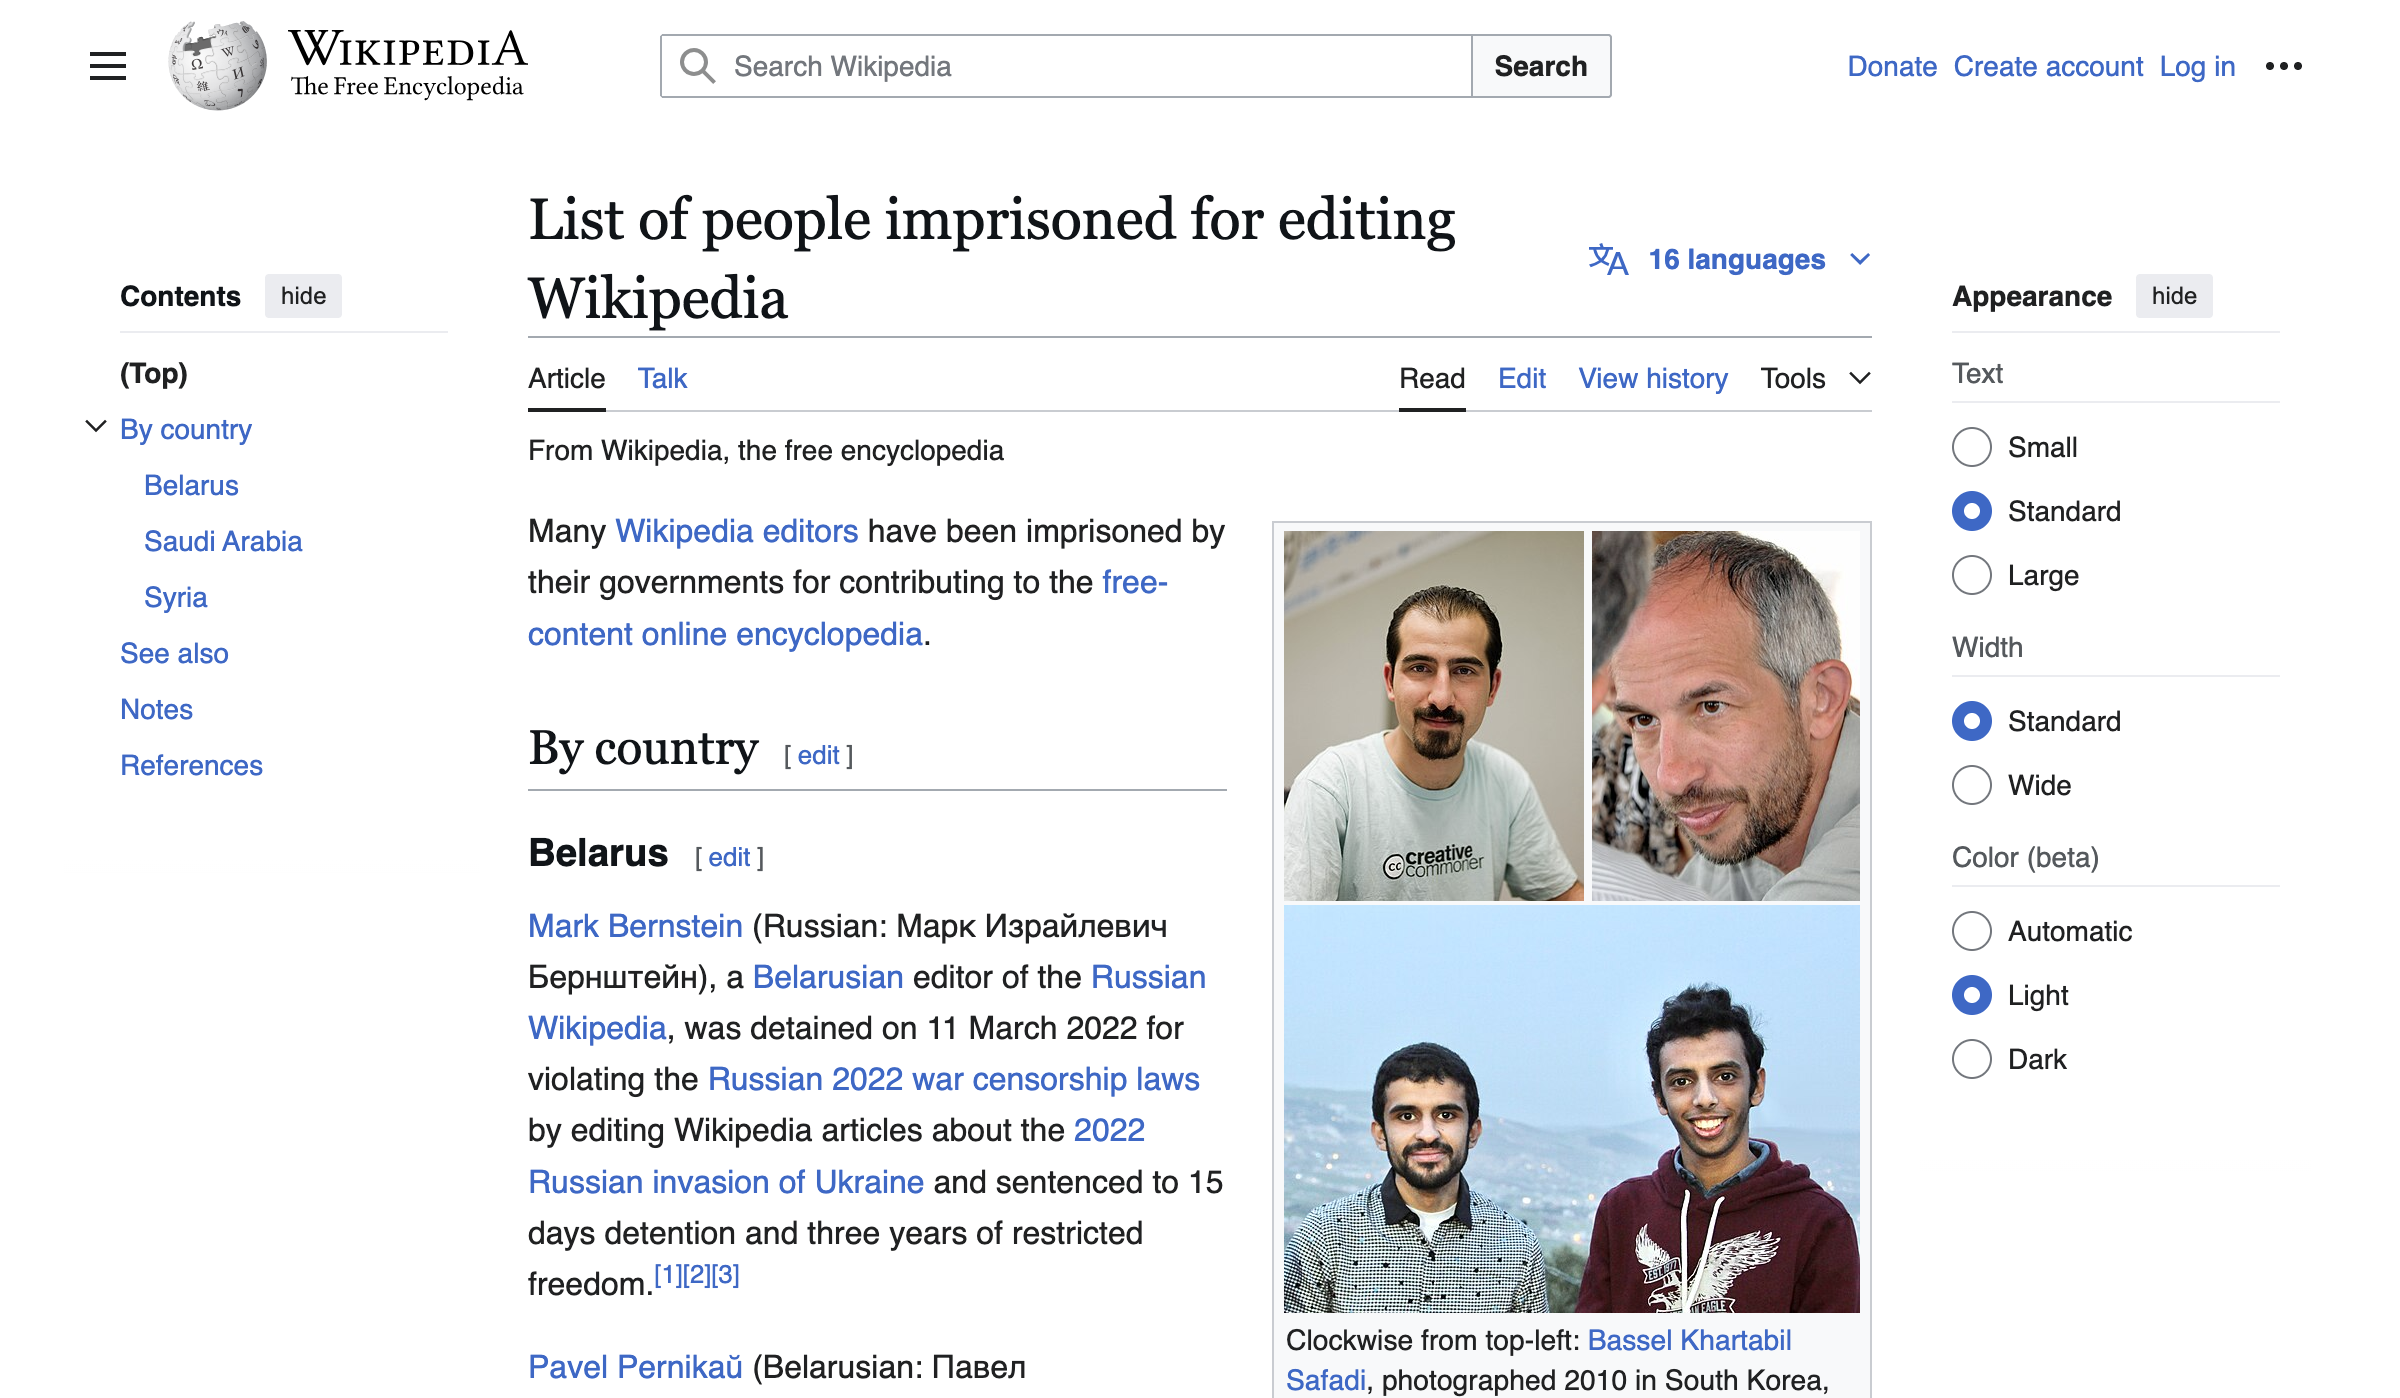 WIKIPEDIA
The Free Encyclopedia
Search Wikipedia
Search
Donate Create account Log in
Contents hide
(Top)
By country
Belarus
Saudi Arabia
Syria
See also
Notes
References
List of people imprisoned for editing
Wikipedia
16 languages
Article Talk
Read Edit View history Tools
From Wikipedia, the free encyclopedia
Many Wikipedia editors have been imprisoned by
their governments for contributing to the free-
content online encyclopedia.
By country [ edit ]
Belarus [ edit ]
Mark Bernstein (Russian: Марк Израйлевич
Бернштейн), a Belarusian editor of the Russian
Wikipedia, was detained on 11 March 2022 for
violating the Russian 2022 war censorship laws
by editing Wikipedia articles about the 2022
Russian invasion of Ukraine and sentenced to 15
days detention and three years of restricted
freedom.[1][2][3]
Pavel Pernikaŭ (Belarusian: Павел
cc creative
commoner
EST. 1977
EAGLE
Clockwise from top-left: Bassel Khartabil
Safadi, photographed 2010 in South Korea,
Appearance hide
Text
Small
Standard
Large
Width
Standard
Wide
Color (beta)
Automatic
Light
Dark